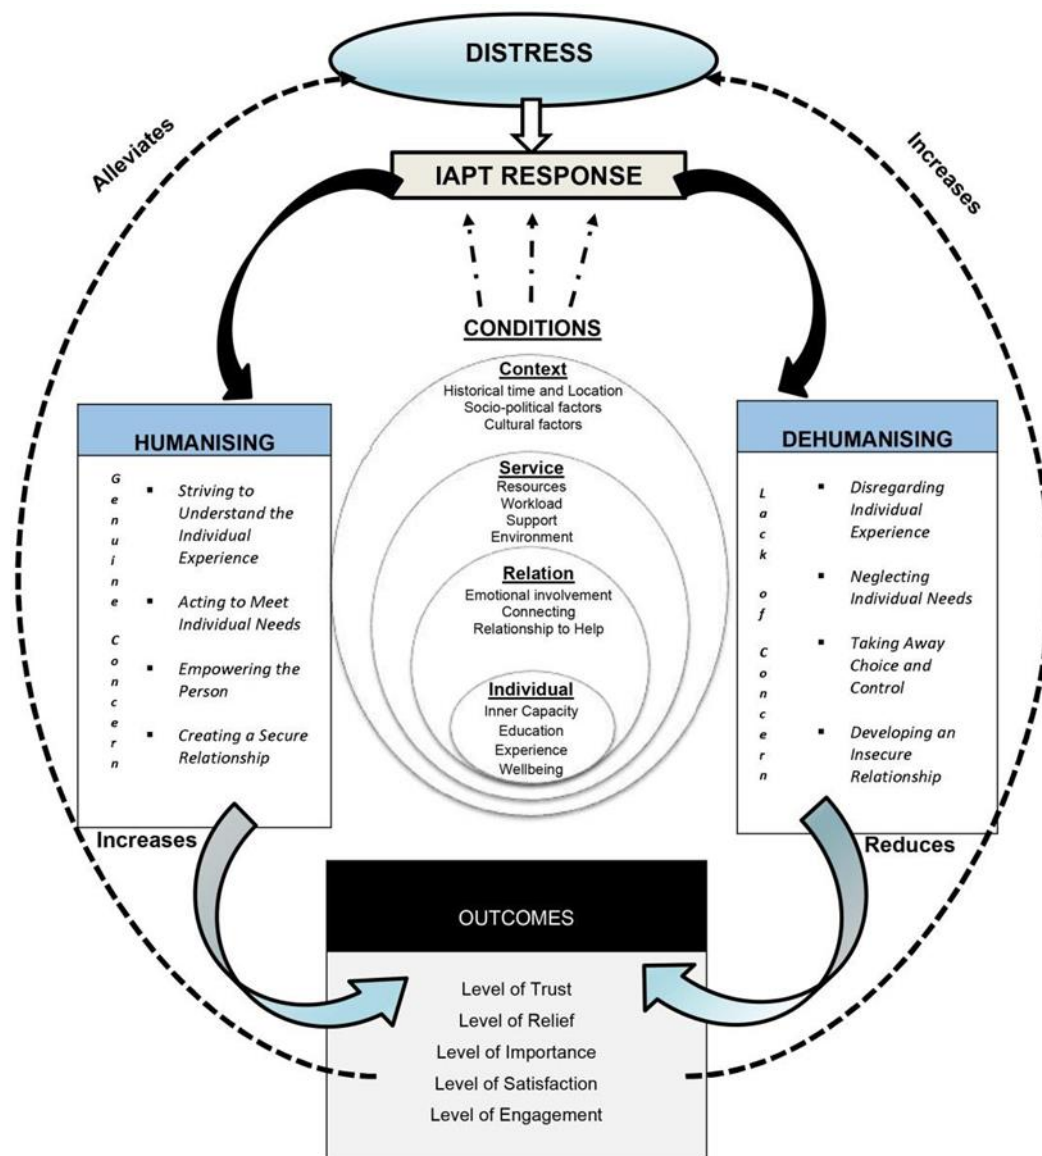 DISTRESS
Alleviates
Increases
IAPT RESPONSE
CONDITIONS
Context
Historical time and Location
Socio-political factors
Cultural factors
Service
Resources
Workload
Support
Environment
Relation
Emotional involvement
Connecting
Relationship to Help
Individual
Inner Capacity
Education
Experience
Wellbeing
HUMANISING
Genuine Concern
▪ Striving to
Understand the
Individual
Experience
▪ Acting to Meet
Individual Needs
▪ Empowering the
Person
▪ Creating a Secure
Relationship
DEHUMANISING
Lack of Concern
▪ Disregarding
Individual
Experience
▪ Neglecting
Individual Needs
▪ Taking Away
Choice and
Control
▪ Developing an
Insecure
Relationship
Increases
Reduces
OUTCOMES
Level of Trust
Level of Relief
Level of Importance
Level of Satisfaction
Level of Engagement